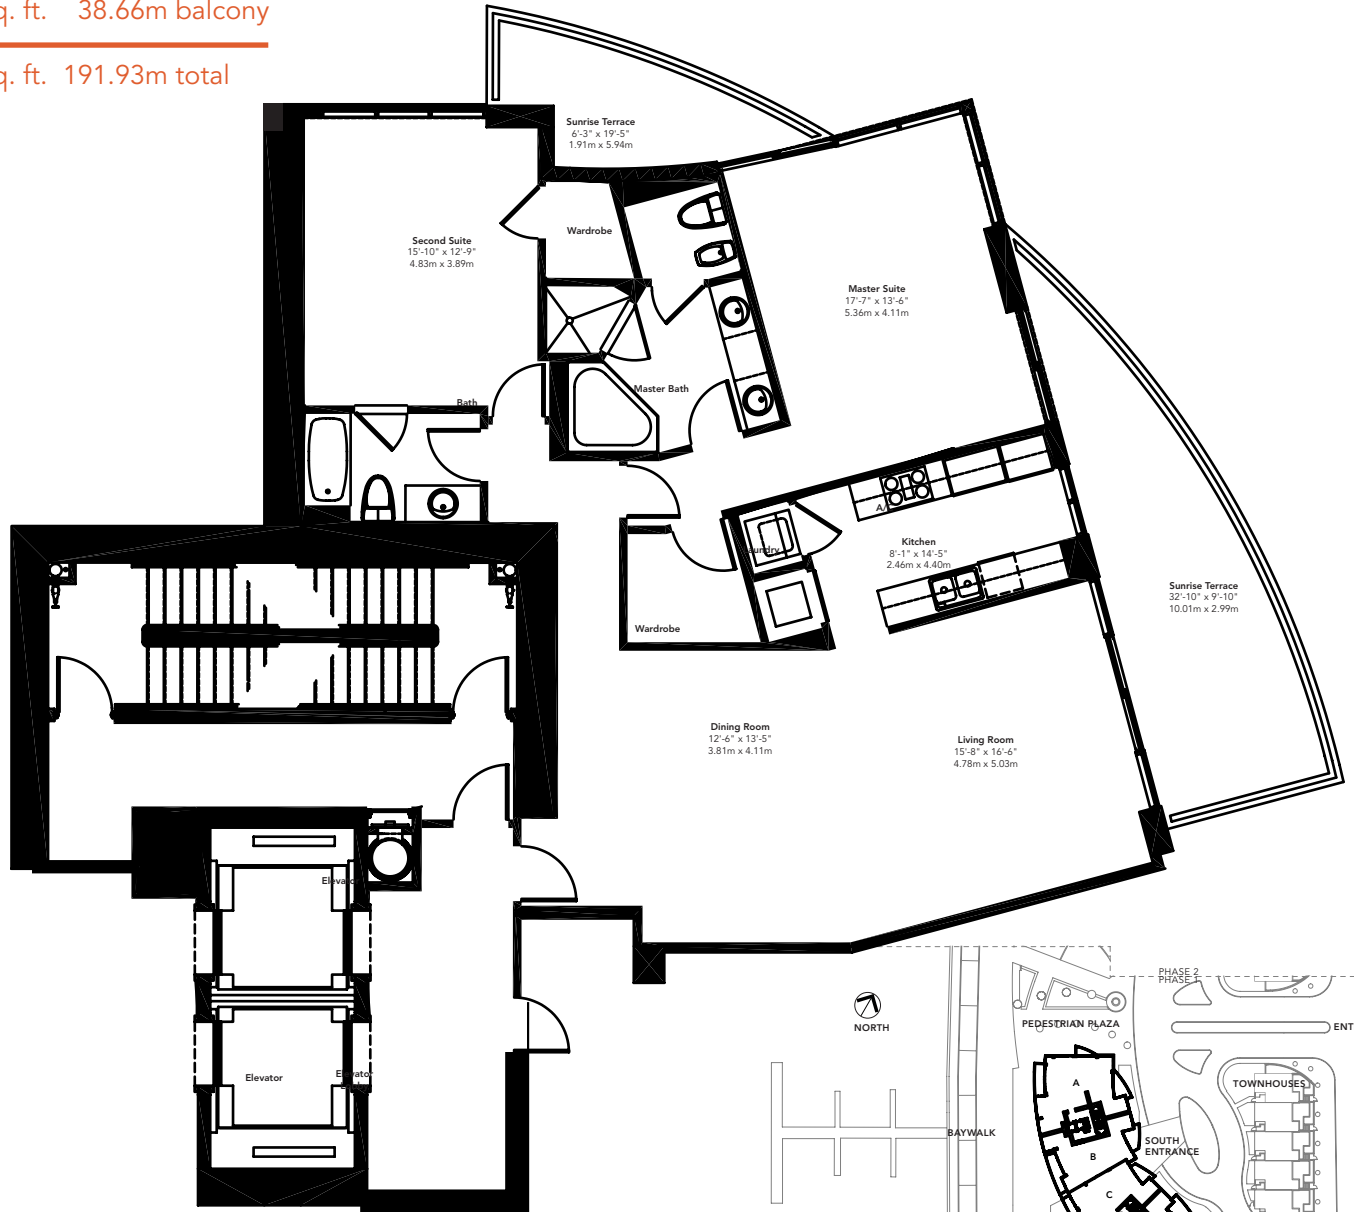 q. ft. 38.66m balcony
q. ft. 191.93m total
Sunrise Terrace
6'-3" x 19'-5"
1.91m x 5.94m
Second Suite
15'-10" x 12'-9"
4.83m x 3.89m
Wardrobe
Master Suite
17'-7" x 13'-6"
5.36m x 4.11m
Master Bath
Bath
A/
Kitchen
8'-1" x 14'-5"
2.46m x 4.40m
Laundry
Sunrise Terrace
32'-10" x 9'-10"
10.01m x 2.99m
Wardrobe
Dining Room
12'-6" x 13'-5"
3.81m x 4.11m
Living Room
15'-8" x 16'-6"
4.78m x 5.03m
Elevator
Elevator
Elevator
NORTH
PHASE 2
PHASE 1
PEDESTRIAN PLAZA
ENT
A
TOWNHOUSES
BAYWALK
SOUTH
ENTRANCE
B
C